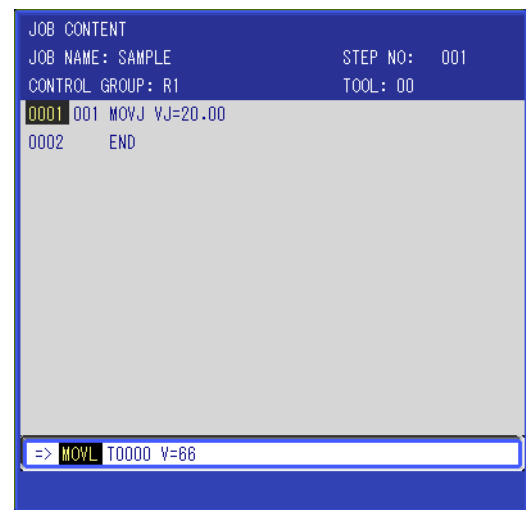 JOB CONTENT
JOB NAME: SAMPLE STEP NO: 001
CONTROL GROUP: R1 TOOL: 00
0001 001 MOVJ VJ=20.00
0002 END
=> MOVL T0000 V=66